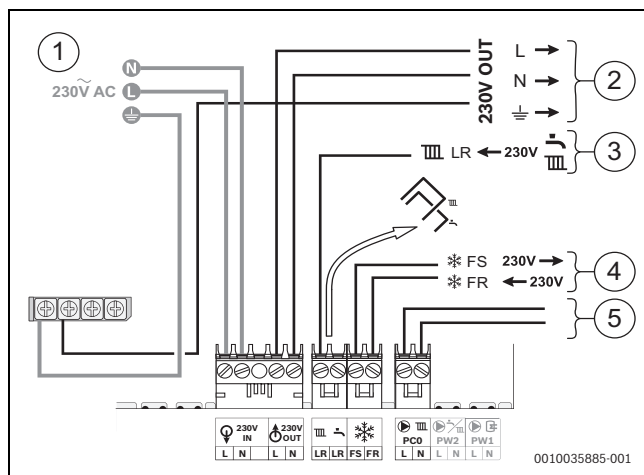 1
N
230V AC
L
230V OUT
L
N
2
LR
230V
3
FS 230V
FR 230V
4
5
230V
IN
230V
OUT
L N L N
LR LR FS FR
PC0
L N
PW2
L N
PW1
L N
0010035885-001